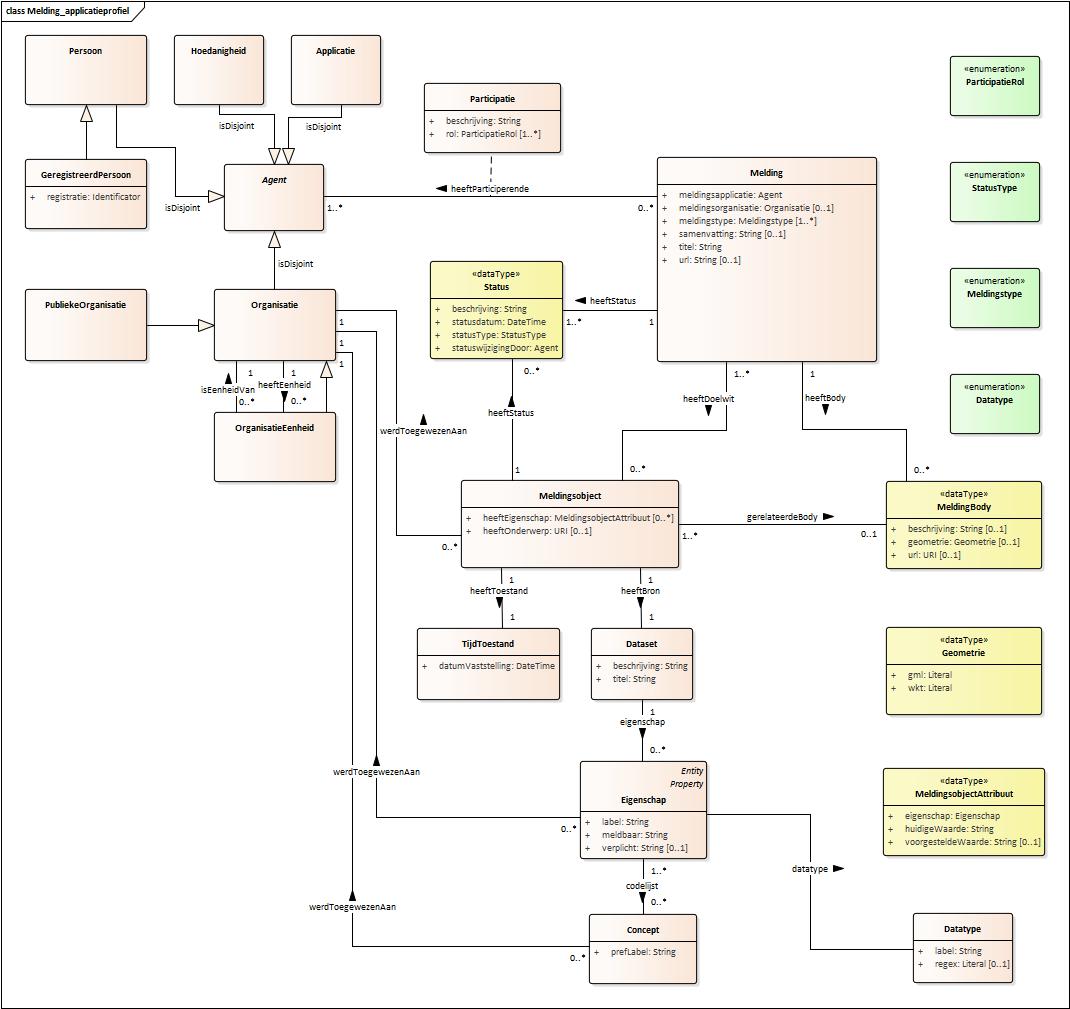 class Melding_applicatieprofiel
Persoon
Hoedanigheid
Applicatie
isDisjoint
isDisjoint
Participatie
+ beschrijving: String
+ rol: ParticipatieRol [1..*]
«enumeration»
ParticipatieRol
GeregistreerdPersoon
+ registratie: Identificator
isDisjoint
Agent
1..*
heeftParticiperende
0..*
Melding
+ meldingsapplicatie: Agent
+ meldingsorganisatie: Organisatie [0..1]
+ meldingstype: Meldingstype [1..*]
+ samenvatting: String [0..1]
+ titel: String
+ url: String [0..1]
«enumeration»
StatusType
isDisjoint
PubliekeOrganisatie
Organisatie
1
1
1
«dataType»
Status
+ beschrijving: String
+ statusdatum: DateTime
+ statusType: StatusType
+ statuswijzigingDoor: Agent
heeftStatus
1..*
1
«enumeration»
Meldingstype
1
isEenheidVan
0..*
1
heeftEenheid
0..*
OrganisatieEenheid
0..*
heeftStatus
1
1..*
heeftDoelwit
0..*
1
heeftBody
0..*
«enumeration»
Datatype
werdToegewezenAan
0..*
Meldingsobject
+ heeftEigenschap: MeldingsobjectAttribuut [0..*]
+ heeftOnderwerp: URI [0..1]
gerelateerdeBody
1..*
0..1
«dataType»
MeldingBody
+ beschrijving: String [0..1]
+ geometrie: Geometrie [0..1]
+ url: URI [0..1]
1
heeftToestand
1
1
heeftBron
1
TijdToestand
+ datumVaststelling: DateTime
Dataset
+ beschrijving: String
+ titel: String
«dataType»
Geometrie
+ gml: Literal
+ wkt: Literal
1
eigenschap
0..*
werdToegewezenAan
0..*
Entity
Property
Eigenschap
+ label: String
+ meldbaar: String
+ verplicht: String [0..1]
«dataType»
MeldingsobjectAttribuut
+ eigenschap: Eigenschap
+ huidigeWaarde: String
+ voorgesteldeWaarde: String [0..1]
datatype
1..*
codelijst
0..*
werdToegewezenAan
0..*
Concept
+ prefLabel: String
Datatype
+ label: String
+ regex: Literal [0..1]